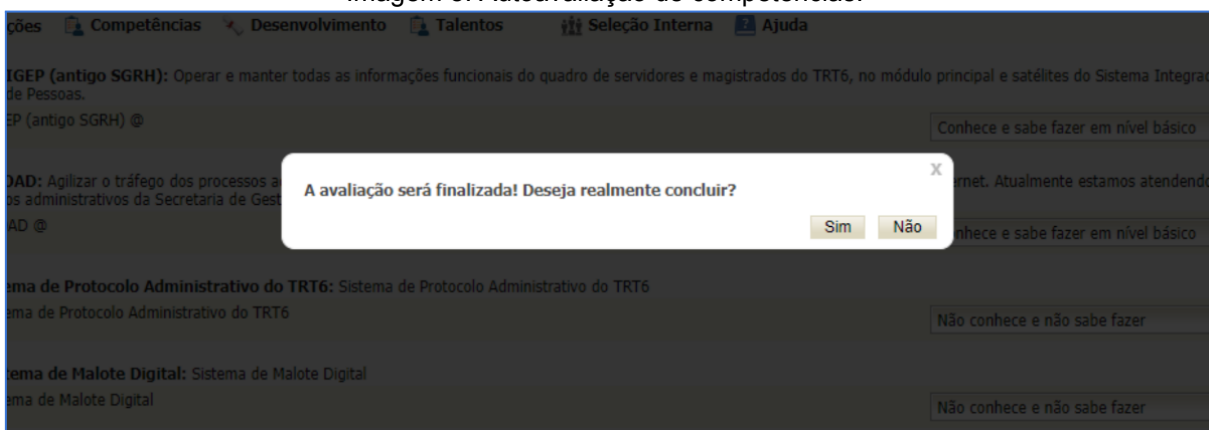 Imagem 6: Autoavaliação de competências.
ções Competências Desenvolvimento Talentos Seleção Interna Ajuda
IGEP (antigo SGRH): Operar e manter todas as informações funcionais do quadro de servidores e magistrados do TRT6, no módulo principal e satélites do Sistema Integrad
de Pessoas.
EP (antigo SGRH) @
Conhece e sabe fazer em nível básico
OAD: Agilizar o tráfego dos processos a
ernet. Atualmente estamos atendendo
os administrativos da Secretaria de Gest
AD @
nhece e sabe fazer em nível básico
A avaliação será finalizada! Deseja realmente concluir?
X
Sim Não
ema de Protocolo Administrativo do TRT6: Sistema de Protocolo Administrativo do TRT6
ema de Protocolo Administrativo do TRT6
Não conhece e não sabe fazer
tema de Malote Digital: Sistema de Malote Digital
ema de Malote Digital
Não conhece e não sabe fazer